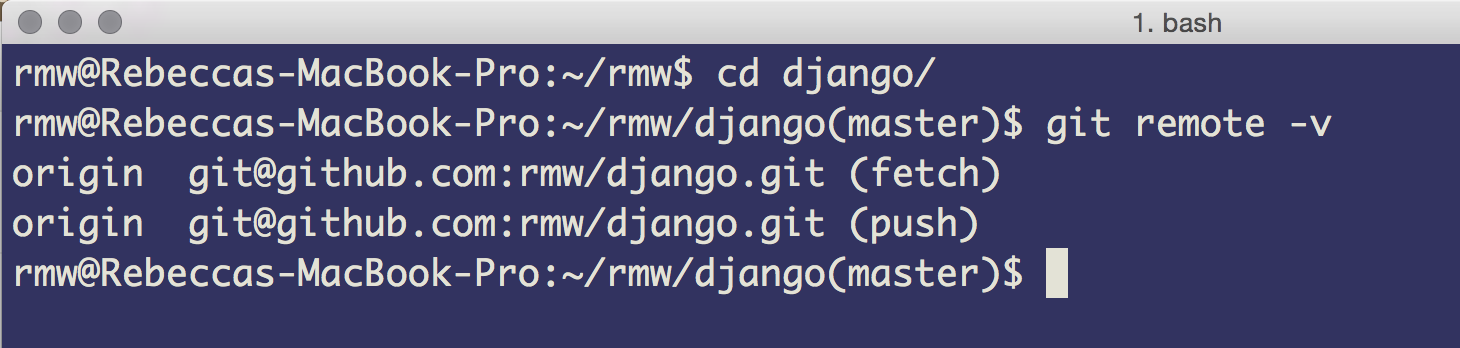 1. bash
rmw@Rebeccas-MacBook-Pro:~/rmw$ cd django/
rmw@Rebeccas-MacBook-Pro:~/rmw/django(master)$ git remote -v
origin  git@github.com:rmw/django.git (fetch)
origin  git@github.com:rmw/django.git (push)
rmw@Rebeccas-MacBook-Pro:~/rmw/django(master)$